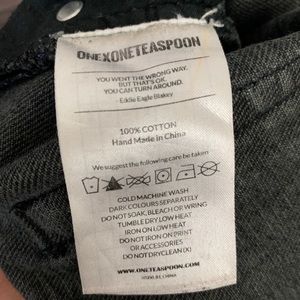 ONEXONETEASPOON
YOU WENT THE WRONG WAY.
BUT THAT'S OK.
YOU CAN TURN AROUND.
- Eddie Eagle Blakey
100% COTTON
Hand Made in China
We suggest the following care be taken
COLD MACHINE WASH
DARK COLOURS SEPARATELY
DO NOT SOAK, BLEACH OR WRING
TUMBLE DRY LOW HEAT
IRON ON LOW HEAT
DO NOT IRON ON PRINT
OR ACCESSORIES
DO NOT DRYCLEAN (X)
WWW.ONETEASPOON.COM